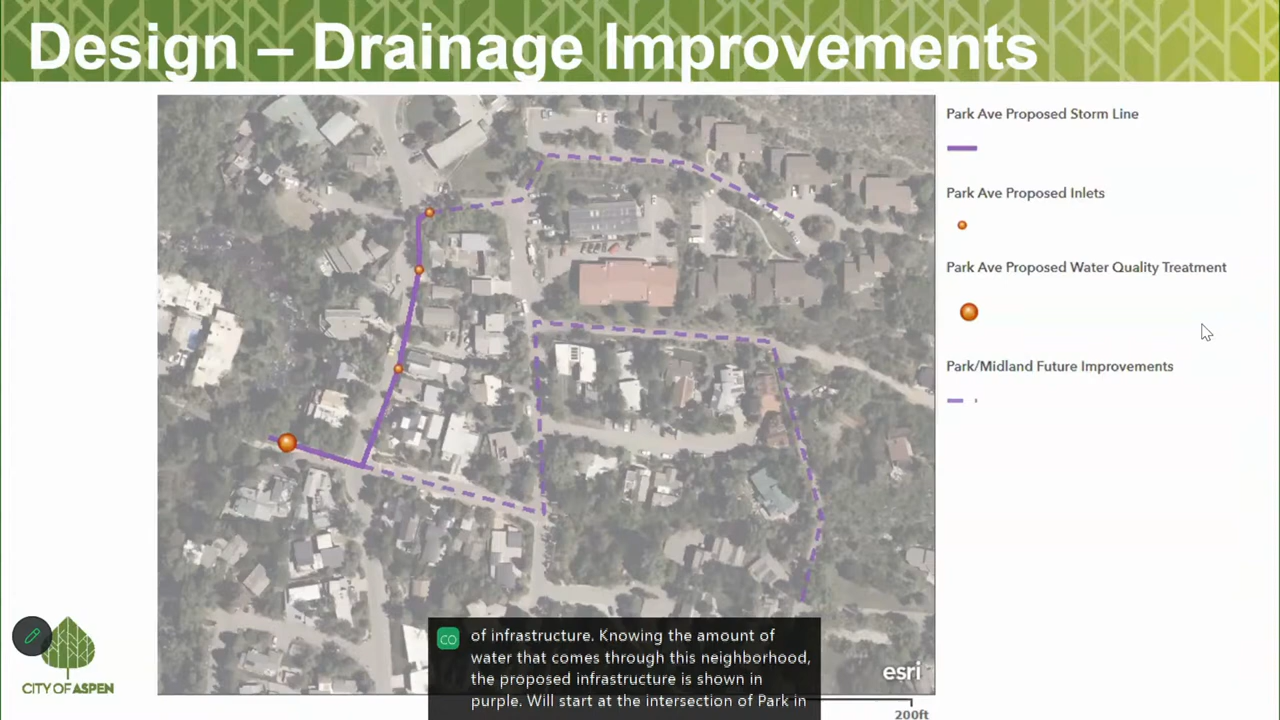 Design – Drainage Improvements
Park Ave Proposed Storm Line
Park Ave Proposed Inlets
Park Ave Proposed Water Quality Treatment
Park/Midland Future Improvements
CITY OF ASPEN
CO
of infrastructure. Knowing the amount of
water that comes through this neighborhood,
the proposed infrastructure is shown in
purple. Will start at the intersection of Park in
esri
200ft